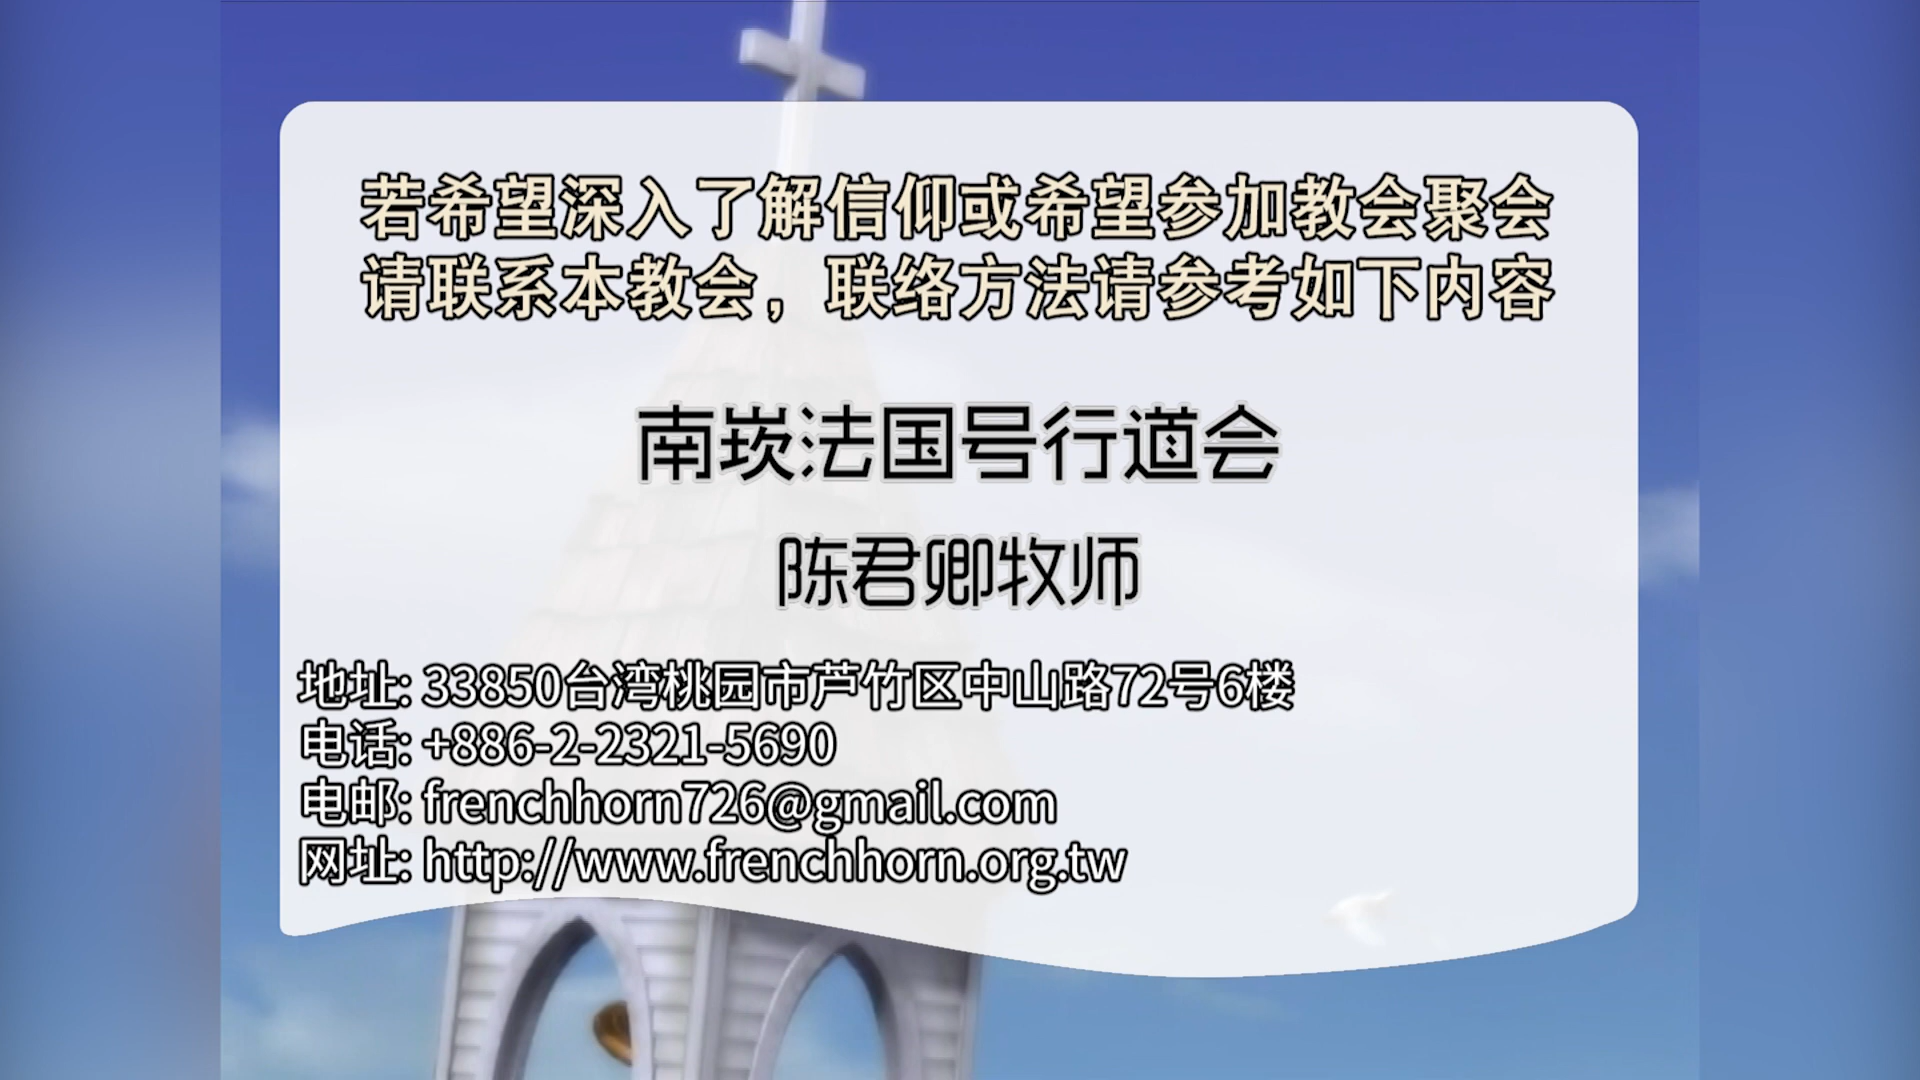 若希望深入了解信仰或希望参加教会聚会
请联系本教会，联络方法请参考如下内容
南崁法国号行道会
陈君卿牧师
地址: 33850台湾桃园市芦竹区中山路72号6楼
电话: +886-2-2321-5690
电邮: frenchhorn726@gmail.com
网址: http://www.frenchhorn.org.tw